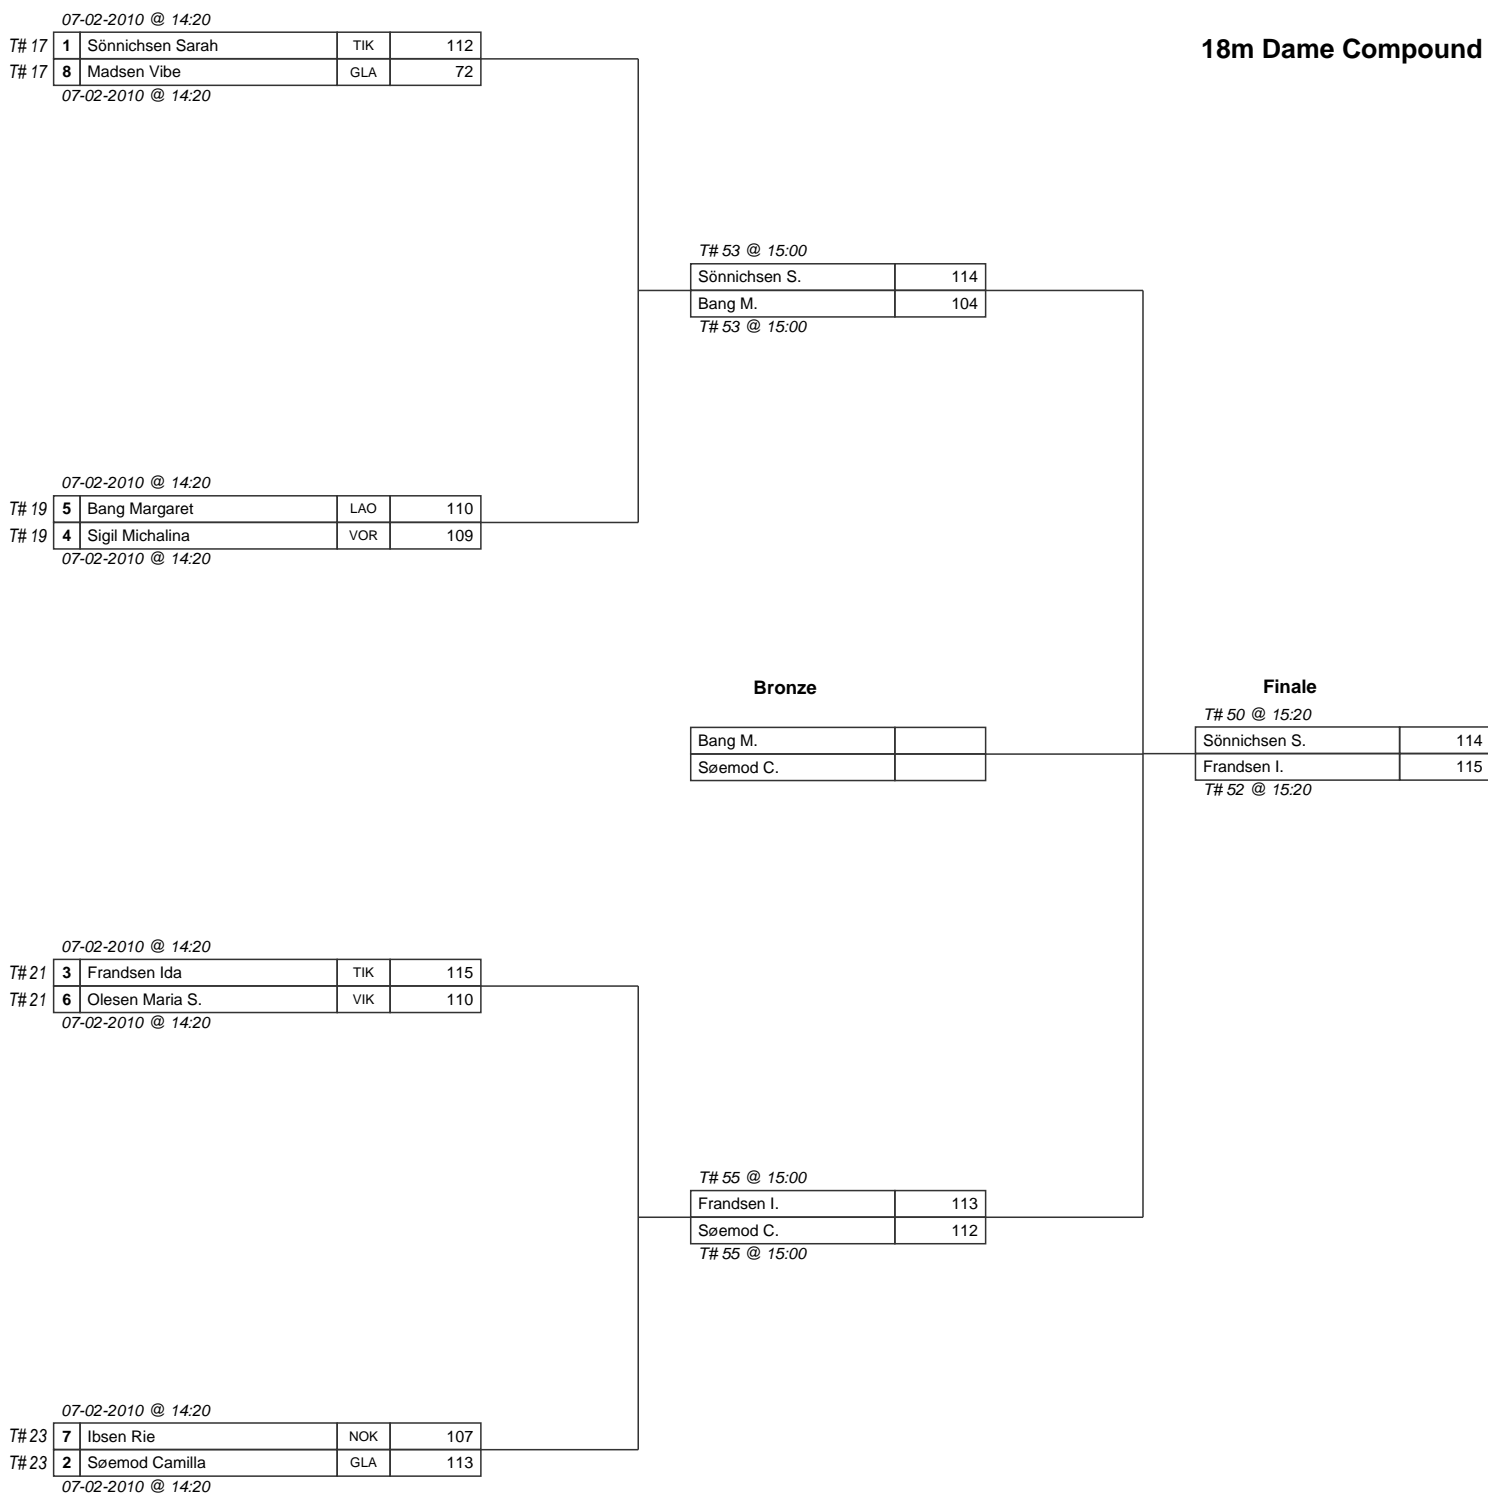 18m Dame Compound
07-02-2010 @ 14:20
T# 17 1 Sönnichsen Sarah TIK 112
T# 17 8 Madsen Vibe GLA 72
07-02-2010 @ 14:20
T# 53 @ 15:00
Sönnichsen S. 114
Bang M. 104
T# 53 @ 15:00
07-02-2010 @ 14:20
T# 19 5 Bang Margaret LAO 110
T# 19 4 Sigil Michalina VOR 109
07-02-2010 @ 14:20
Bronze
Bang M.
Søemod C.
Finale
T# 50 @ 15:20
Sönnichsen S. 114
Frandsen I. 115
T# 52 @ 15:20
07-02-2010 @ 14:20
T# 21 3 Frandsen Ida TIK 115
T# 21 6 Olesen Maria S. VIK 110
07-02-2010 @ 14:20
T# 55 @ 15:00
Frandsen I. 113
Søemod C. 112
T# 55 @ 15:00
07-02-2010 @ 14:20
T# 23 7 Ibsen Rie NOK 107
T# 23 2 Søemod Camilla GLA 113
07-02-2010 @ 14:20